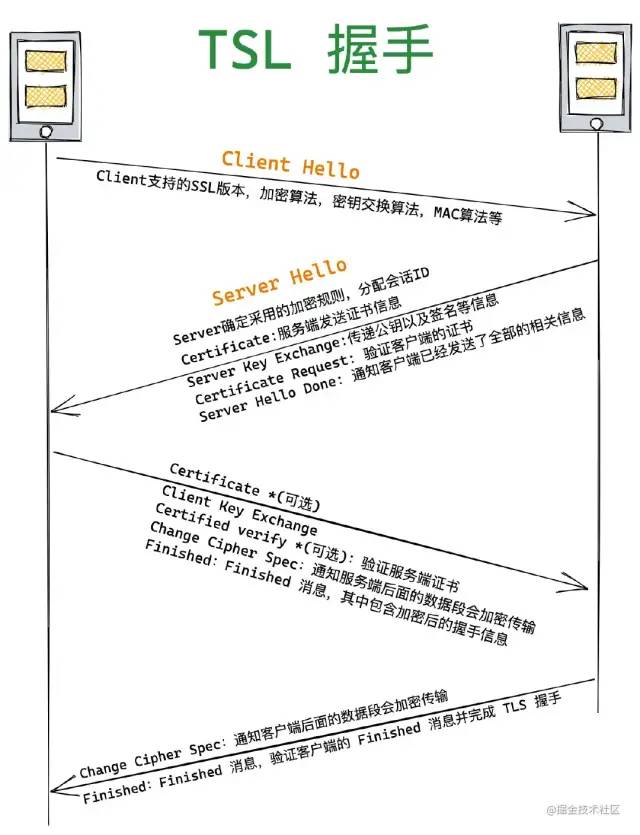 TSL 握手
Client Hello
Client支持的SSL版本，加密算法，密钥交换算法，MAC算法等
Server Hello
Server确定采用的加密规则，分配会话ID
Certificate:服务端发送证书信息
Server Key Exchange:传递公钥以及签名等信息
Certificate Request: 验证客户端的证书
Server Hello Done: 通知客户端已经发送了全部的相关信息
Certificate *(可选)
Client Key Exchange
Certified verify *(可选): 验证服务端证书
Change Cipher Spec: 通知服务端后面的数据段会加密传输
Finished: Finished 消息，其中包含加密后的握手信息
Change Cipher Spec: 通知客户端后面的数据段会加密传输
Finished: Finished 消息，验证客户端的 Finished 消息并完成 TLS 握手
@掘金技术社区